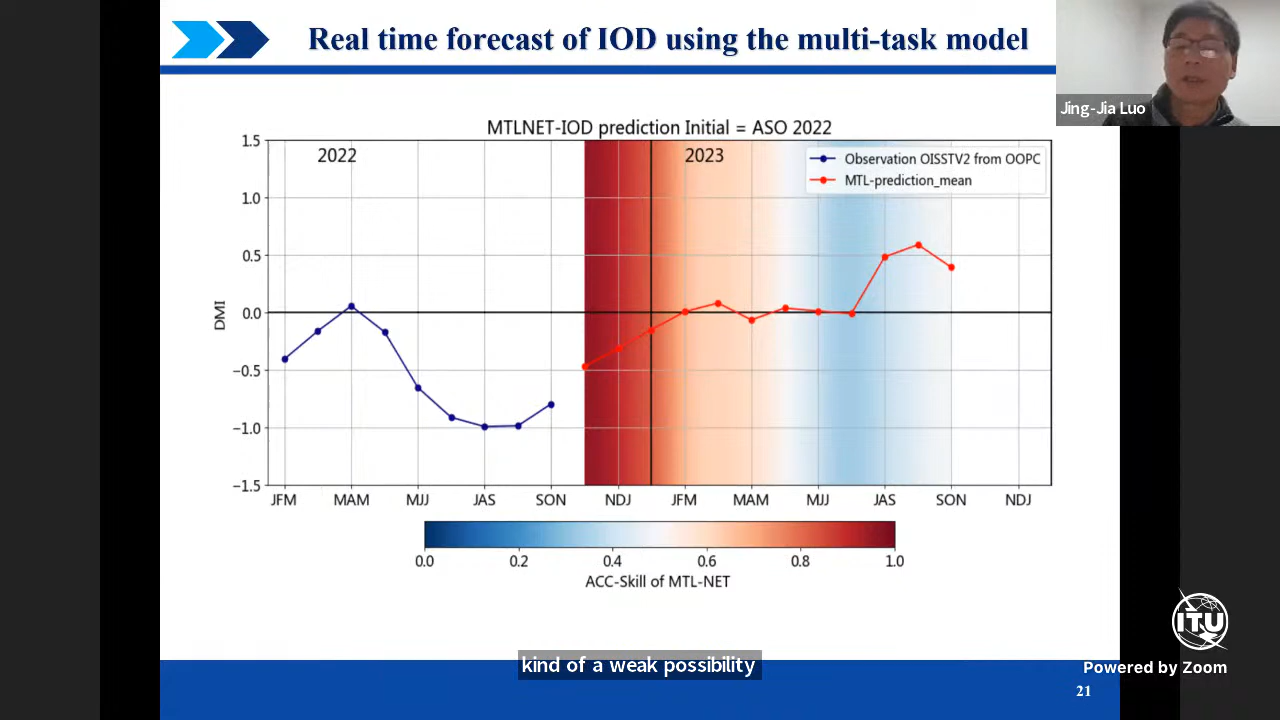 Real time forecast of IOD using the multi-task model
Jing-Jia Luo
MTLNET-IOD prediction Initial = ASO 2022
1.5
1.0
0.5
0.0
−0.5
−1.0
−1.5
DMI
2022
2023
Observation OISSTV2 from OOPC
MTL-prediction_mean
JFM MAM MJJ JAS SON NDJ JFM MAM MJJ JAS SON NDJ
0.0 0.2 0.4 0.6 0.8 1.0
ACC-Skill of MTL-NET
ITU
kind of a weak possibility
Powered by Zoom
21